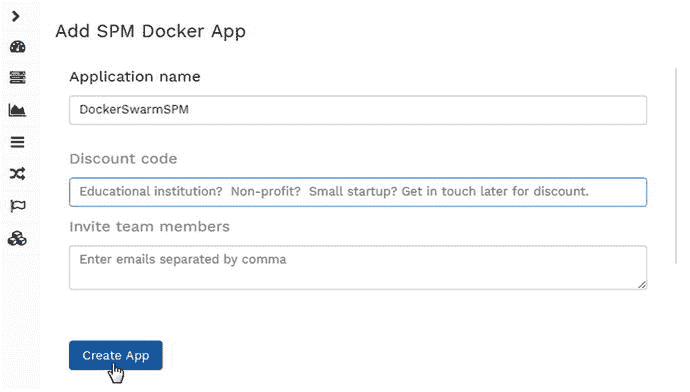 Add SPM Docker App
Application name
DockerSwarmSPM
Discount code
Educational institution? Non-profit? Small startup? Get in touch later for discount.
Invite team members
Enter emails separated by comma
Create App